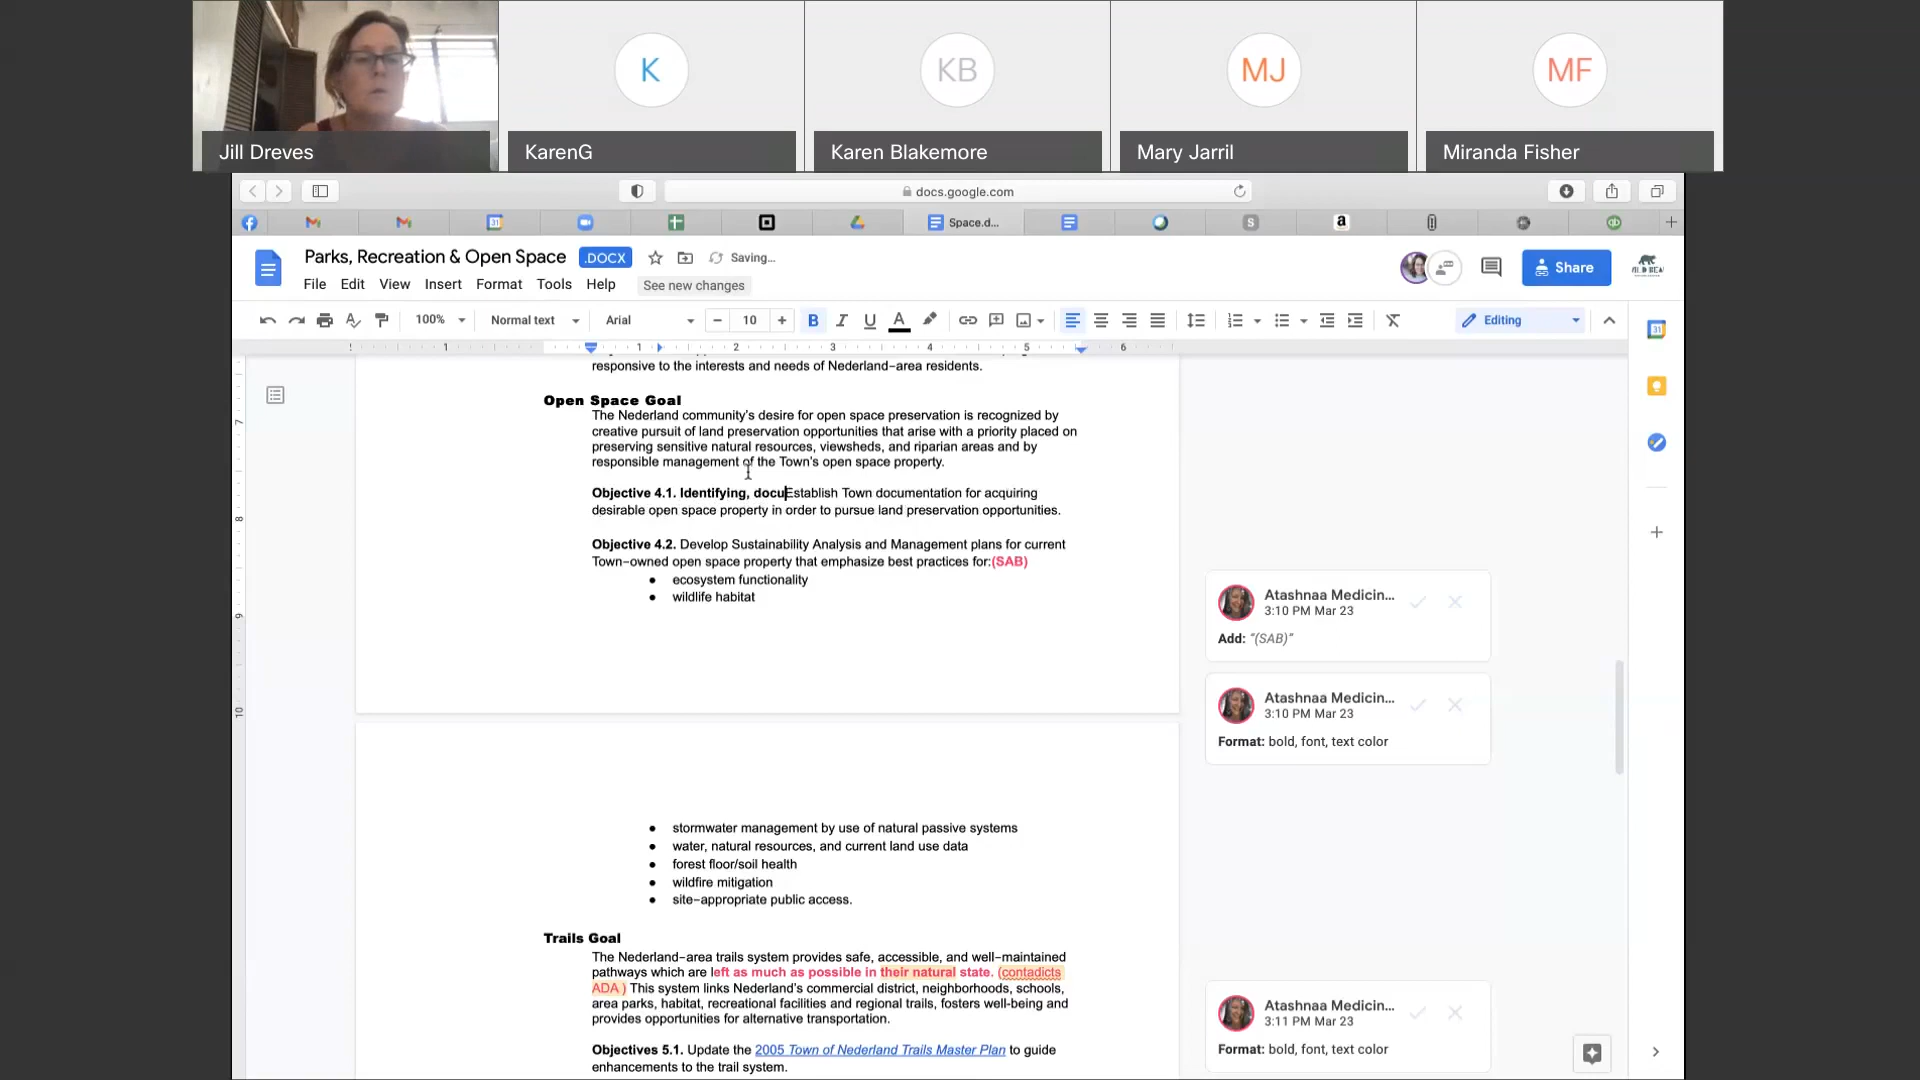 K
KB
MJ
MF
Jill Dreves
KarenG
Karen Blakemore
Mary Jarril
Miranda Fisher
docs.google.com
Space.d...
S
a
Parks, Recreation & Open Space
.DOCX
Saving...
File Edit View Insert Format Tools Help
See new changes
Share
100%
Normal text
Arial
10
B I U A
Editing
1 1 2 3 4 5 6
responsive to the interests and needs of Nederland-area residents.
Open Space Goal
The Nederland community's desire for open space preservation is recognized by
creative pursuit of land preservation opportunities that arise with a priority placed on
preserving sensitive natural resources, viewsheds, and riparian areas and by
responsible management of the Town's open space property.
Objective 4.1. Identifying, docuEstablish Town documentation for acquiring
desirable open space property in order to pursue land preservation opportunities.
Objective 4.2. Develop Sustainability Analysis and Management plans for current
Town-owned open space property that emphasize best practices for:(SAB)
• ecosystem functionality
• wildlife habitat
7
8
9
10
Atashnaa Medicin...
3:10 PM Mar 23
Add: "(SAB)"
Atashnaa Medicin...
3:10 PM Mar 23
Format: bold, font, text color
• stormwater management by use of natural passive systems
• water, natural resources, and current land use data
• forest floor/soil health
• wildfire mitigation
• site-appropriate public access.
Trails Goal
The Nederland-area trails system provides safe, accessible, and well-maintained
pathways which are left as much as possible in their natural state. (contadicts
ADA ) This system links Nederland's commercial district, neighborhoods, schools,
area parks, habitat, recreational facilities and regional trails, fosters well-being and
provides opportunities for alternative transportation.
Objectives 5.1. Update the 2005 Town of Nederland Trails Master Plan to guide
enhancements to the trail system.
Atashnaa Medicin...
3:11 PM Mar 23
Format: bold, font, text color